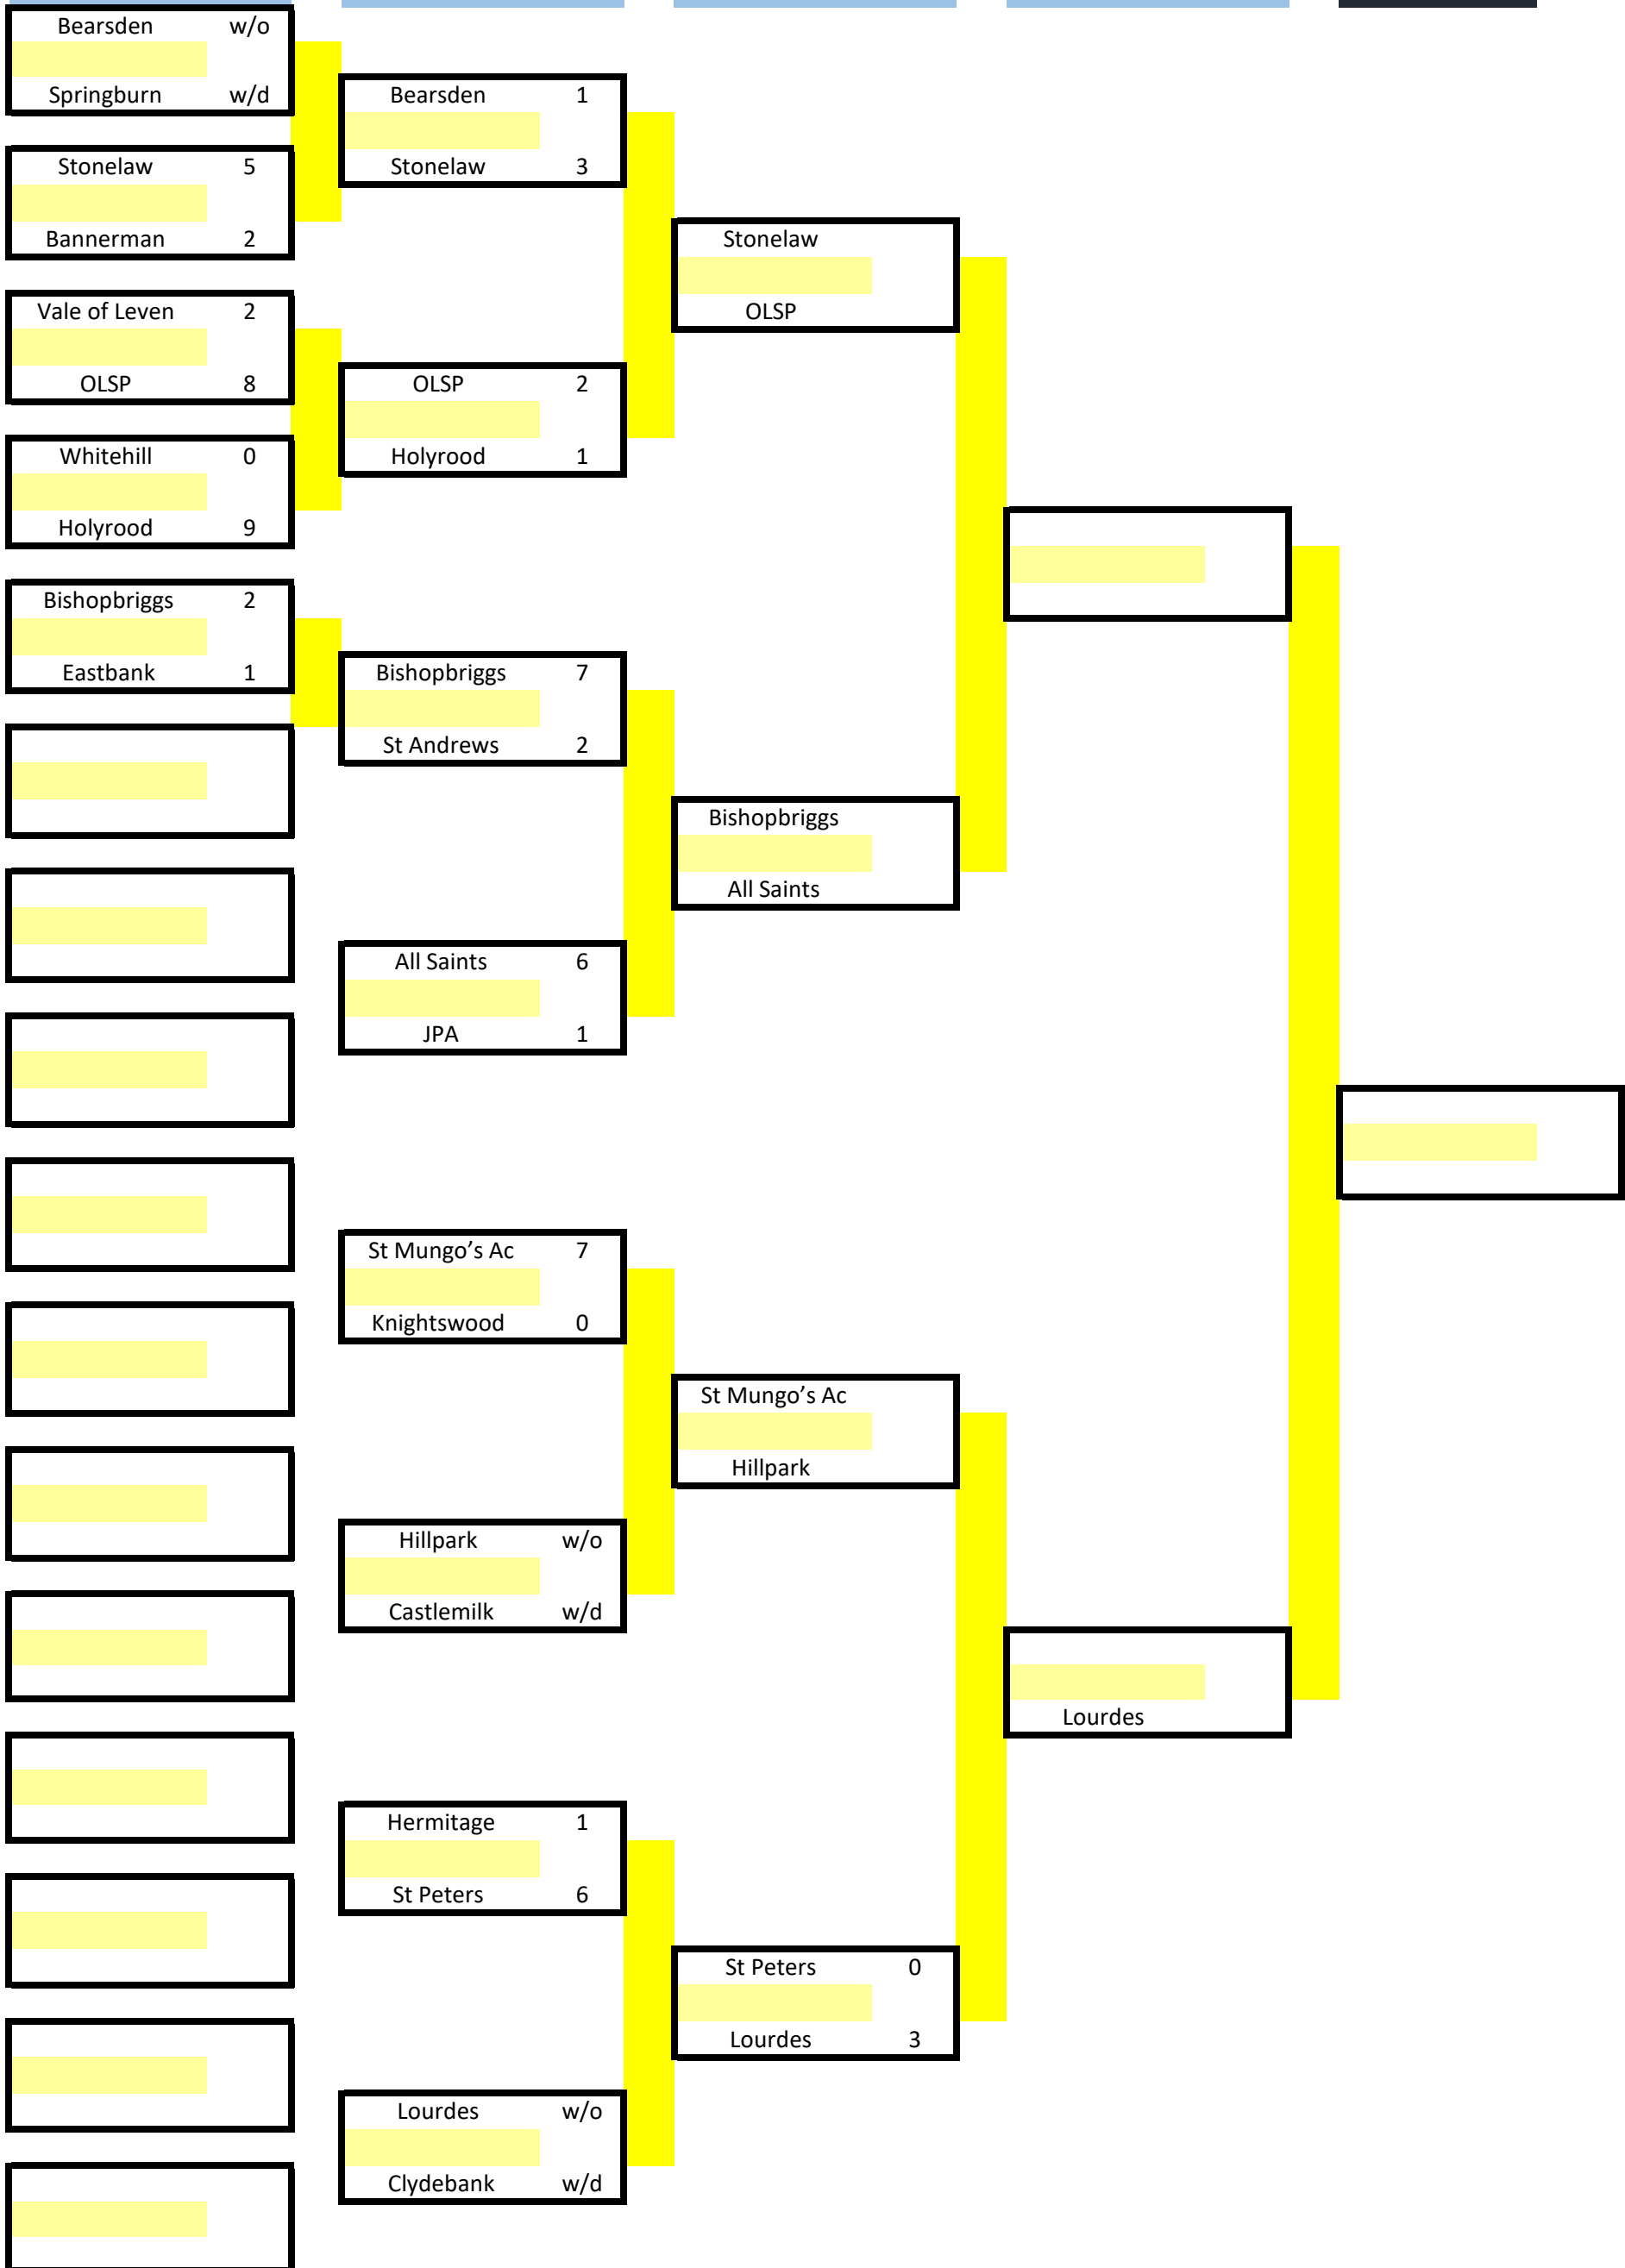 Bearsden w/o
Springburn w/d
Stonelaw 5
Bannerman 2
Vale of Leven 2
OLSP 8
Whitehill 0
Holyrood 9
Bishopbriggs 2
Eastbank 1
Bearsden 1
Stonelaw 3
OLSP 2
Holyrood 1
Bishopbriggs 7
St Andrews 2
All Saints 6
JPA 1
St Mungo’s Ac 7
Knightswood 0
Hillpark w/o
Castlemilk w/d
Hermitage 1
St Peters 6
Lourdes w/o
Clydebank w/d
Stonelaw
OLSP
Bishopbriggs
All Saints
St Mungo’s Ac
Hillpark
St Peters 0
Lourdes 3
Lourdes